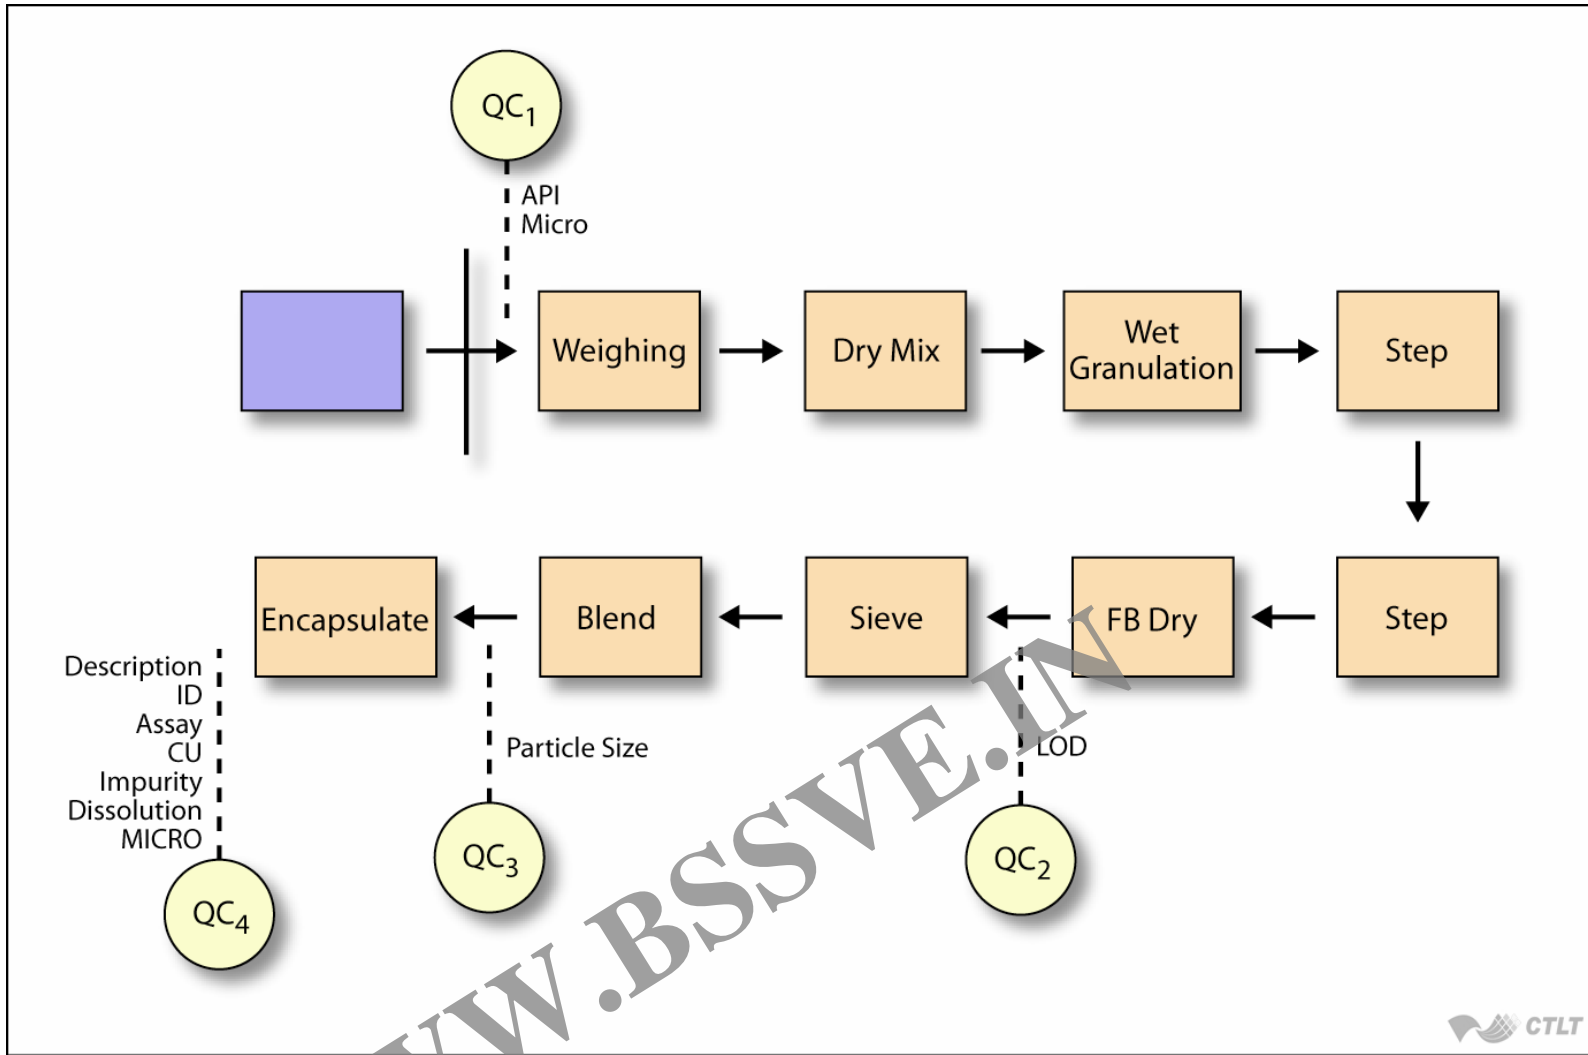 QC1
API
Micro
Weighing
Dry Mix
Wet
Granulation
Step
Encapsulate
Blend
Sieve
FB Dry
Step
Description
ID
Assay
CU
Impurity
Dissolution
MICRO
Particle Size
LOD
QC4
QC3
QC2
W.BSSVE.IN
CTLT